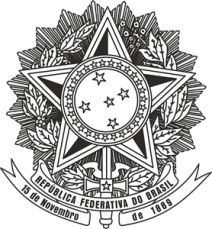 REPÚBLICA FEDERATIVA DO BRASIL
15 de Novembro de 1889